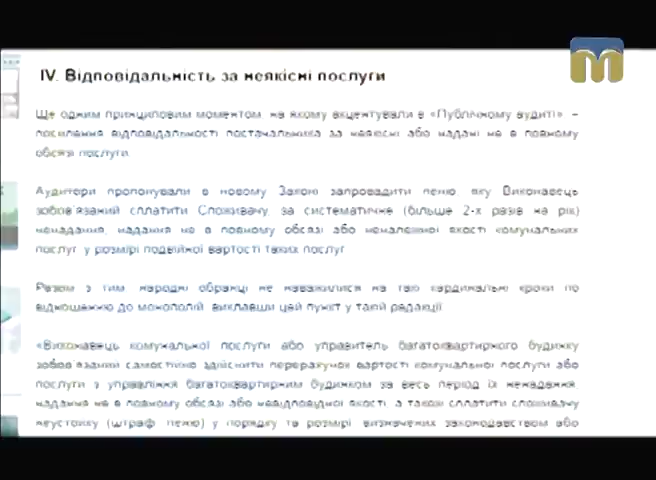 IV. Відповідальність за неякісні послуги
Ще одним принциповим моментом на якому акцентували в «Публічному аудиті» –
посилення відповідальності постачальника за неякісні або надані не в повному
обсязі послуги.
Аудитори пропонували в новому Законі запровадити пеню, яку Виконавець
зобов'язаний сплатити Споживачу за систематичне (більше 2-х разів на рік)
ненадання, надання не в повному обсязі або неналежної якості комунальних
послуг у розмірі подвійної вартості таких послуг
Разом з тим народні обранці не наважилися на такі кардинальні кроки по
відношенню до монополій виклавши цей пункт у такій редакції
«Виконавець комунальної послуги або управитель багатоквартирного будинку
зобов'язаний самостійно здійснити перерахунок вартості комунальної послуги або
послуги з управління багатоквартирним будинком за весь період їх ненадання,
надання не в повному обсязі або невідповідної якості, а також сплатити споживачу
неустойку (штраф, пеню) у порядку та розмірі визначених законодавством або